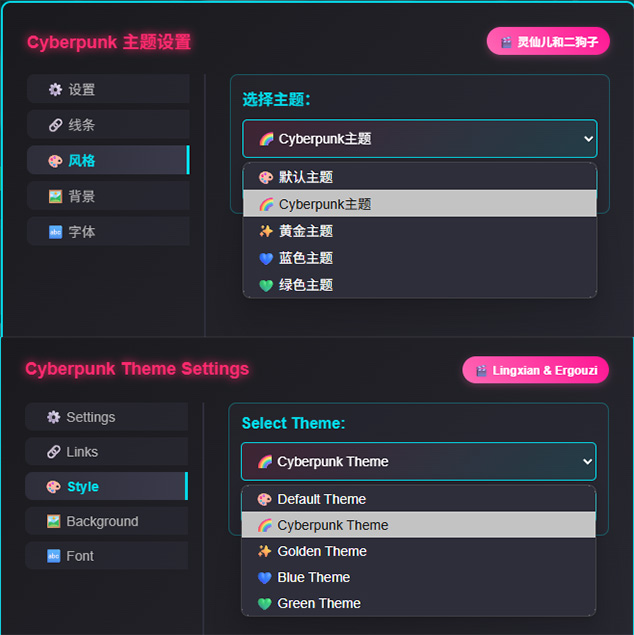 Cyberpunk 主题设置
灵仙儿和二狗子
设置
线条
风格
背景
字体
选择主题：
Cyberpunk主题
默认主题
Cyberpunk主题
黄金主题
蓝色主题
绿色主题
Cyberpunk Theme Settings
Lingxian & Ergouzi
Settings
Links
Style
Background
abc Font
Select Theme:
Cyberpunk Theme
Default Theme
Cyberpunk Theme
Golden Theme
Blue Theme
Green Theme